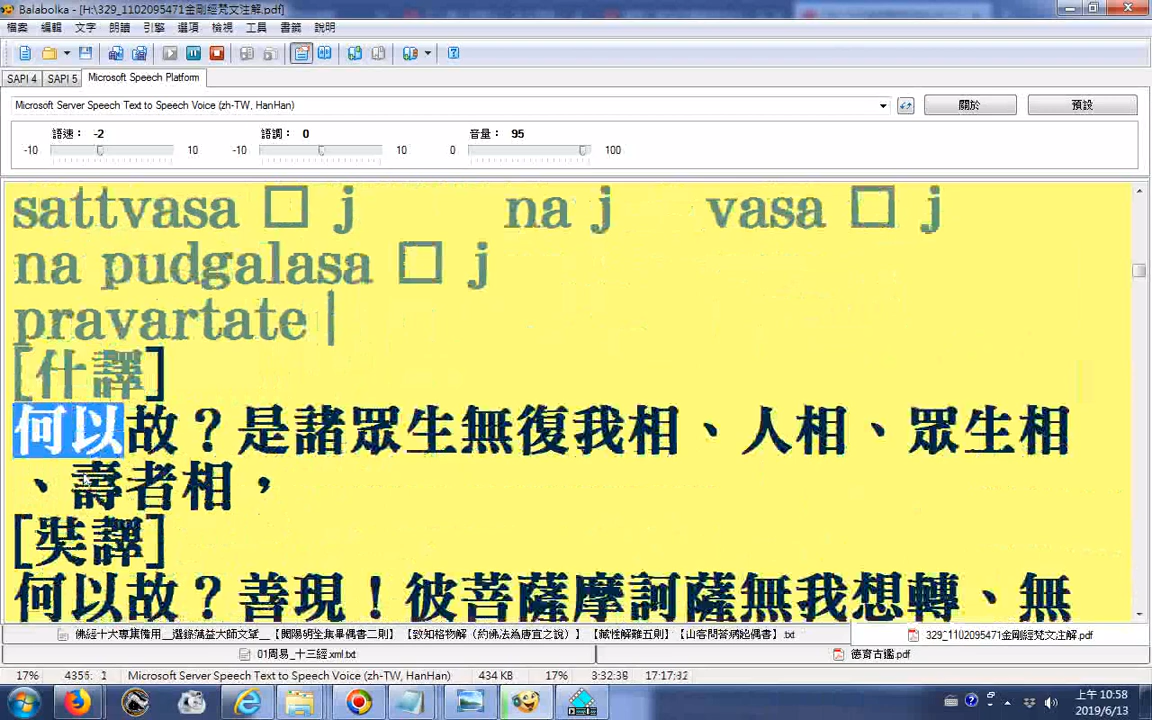 Balabolka - [H:\329_1102095471金剛經梵文注解.pdf]
檔案 編輯 文字 朗讀 引擎 選項 檢視 工具 書籤 說明
SAPI 4 SAPI 5 Microsoft Speech Platform
Microsoft Server Speech Text to Speech Voice (zh-TW, HanHan) 關於 預設
語速： -2 語調： 0 音量： 95
-10 10 -10 10 0 100
sattvasa □ j na j vasa □ j
na pudgalasa □ j
pravartate |
[什譯]
何以故？是諸眾生無復我相、人相、眾生相
、壽者相，
[奘譯]
何以故？善現！彼菩薩摩訶薩無我想轉、無
329_1102095471金剛經梵文注解.pdf
01周易_十三經.xml.txt 德育古鑑.pdf
17% 4355: 1 Microsoft Server Speech Text to Speech Voice (zh-TW, HanHan) 434 KB 17% 3:32:38 17:17:32
上午 10:58
2019/6/13